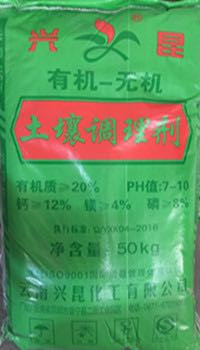 兴 昆
有机-无机
土壤调理剂
有机质≥20% PH值:7-10
钙≥12% 镁≥4% 磷≥8%
净含量:50kg
云南兴昆化工有限公司